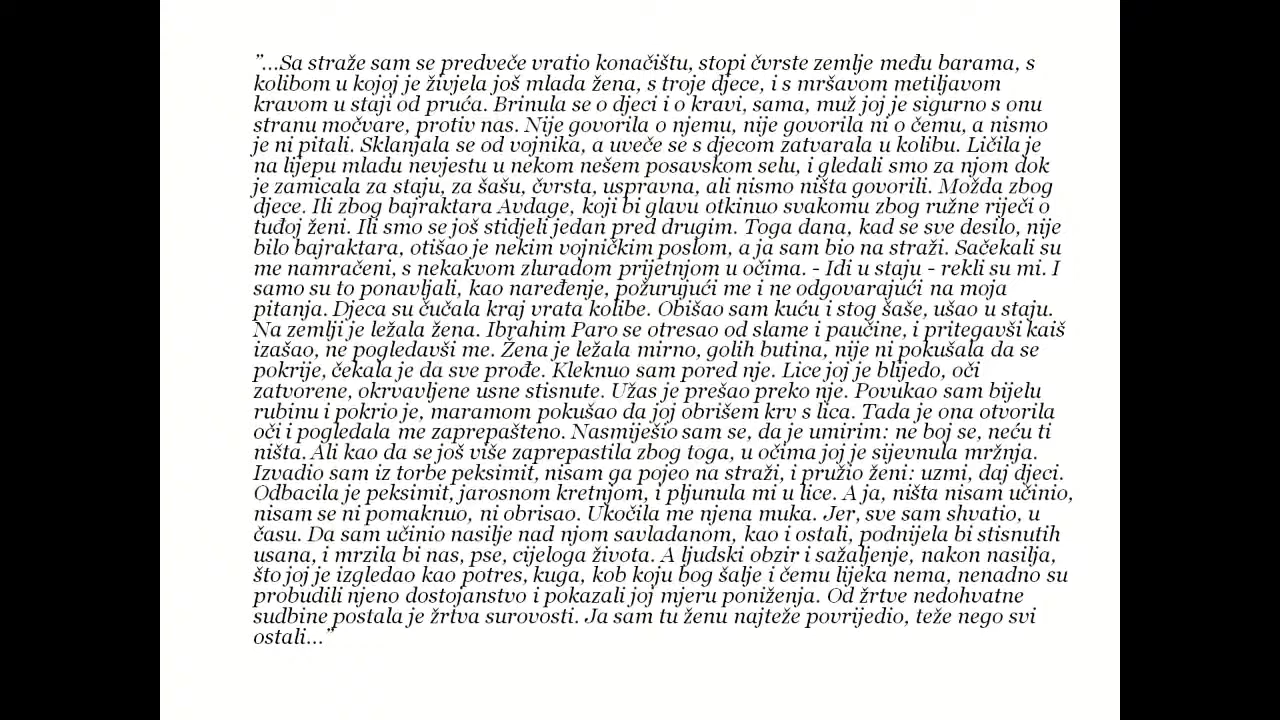 ”...Sa straže sam se predveče vratio konačištu, stopi čvrste zemlje među barama, s
kolibom u kojoj je živjela još mlada žena, s troje djece, i s mršavom metiljavom
kravom u staji od pruća. Brinula se o djeci i o kravi, sama, muž joj je sigurno s onu
stranu močvare, protiv nas. Nije govorila o njemu, nije govorila ni o čemu, a nismo
je ni pitali. Sklanjala se od vojnika, a uveče se s djecom zatvarala u kolibu. Ličila je
na lijepu mladu nevjestu u nekom nešem posavskom selu, i gledali smo za njom dok
je zamicala za staju, za šašu, čvrsta, uspravna, ali nismo ništa govorili. Možda zbog
djece. Ili zbog bajraktara Avdage, koji bi glavu otkinuo svakomu zbog ružne riječi o
tuđoj ženi. Ili smo se još stidjeli jedan pred drugim. Toga dana, kad se sve desilo, nije
bilo bajraktara, otišao je nekim vojničkim poslom, a ja sam bio na straži. Sačekali su
me namračeni, s nekakvom zluradom prijetnjom u očima. - Idi u staju - rekli su mi. I
samo su to ponavljali, kao naređenje, požurujući me i ne odgovarajući na moja
pitanja. Djeca su čučala kraj vrata kolibe. Obišao sam kuću i stog šaše, ušao u staju.
Na zemlji je ležala žena. Ibrahim Paro se otresao od slame i paučine, i pritegavši kaiš
izašao, ne pogledavši me. Žena je ležala mirno, golih butina, nije ni pokušala da se
pokrije, čekala je da sve prođe. Kleknuo sam pored nje. Lice joj je blijedo, oči
zatvorene, okrvavljene usne stisnute. Užas je prešao preko nje. Povukao sam bijelu
rubinu i pokrio je, maramom pokušao da joj obrišem krv s lica. Tada je ona otvorila
oči i pogledala me zaprepašteno. Nasmiješio sam se, da je umirim: ne boj se, neću ti
ništa. Ali kao da se još više zaprepastila zbog toga, u očima joj je sijevnula mržnja.
Izvadio sam iz torbe peksimit, nisam ga pojeo na straži, i pružio ženi: uzmi, daj djeci.
Odbacila je peksimit, jarosnom kretnjom, i pljunula mi u lice. A ja, ništa nisam učinio,
nisam se ni pomaknuo, ni obrisao. Ukočila me njena muka. Jer, sve sam shvatio, u
času. Da sam učinio nasilje nad njom savladanom, kao i ostali, podnijela bi stisnutih
usana, i mrzila bi nas, pse, cijeloga života. A ljudski obzir i sažaljenje, nakon nasilja,
što joj je izgledao kao potres, kuga, kob koju bog šalje i čemu lijeka nema, nenadno su
probudili njeno dostojanstvo i pokazali joj mjeru poniženja. Od žrtve nedohvatne
sudbine postala je žrtva surovosti. Ja sam tu ženu najteže povrijedio, teže nego svi
ostali...”